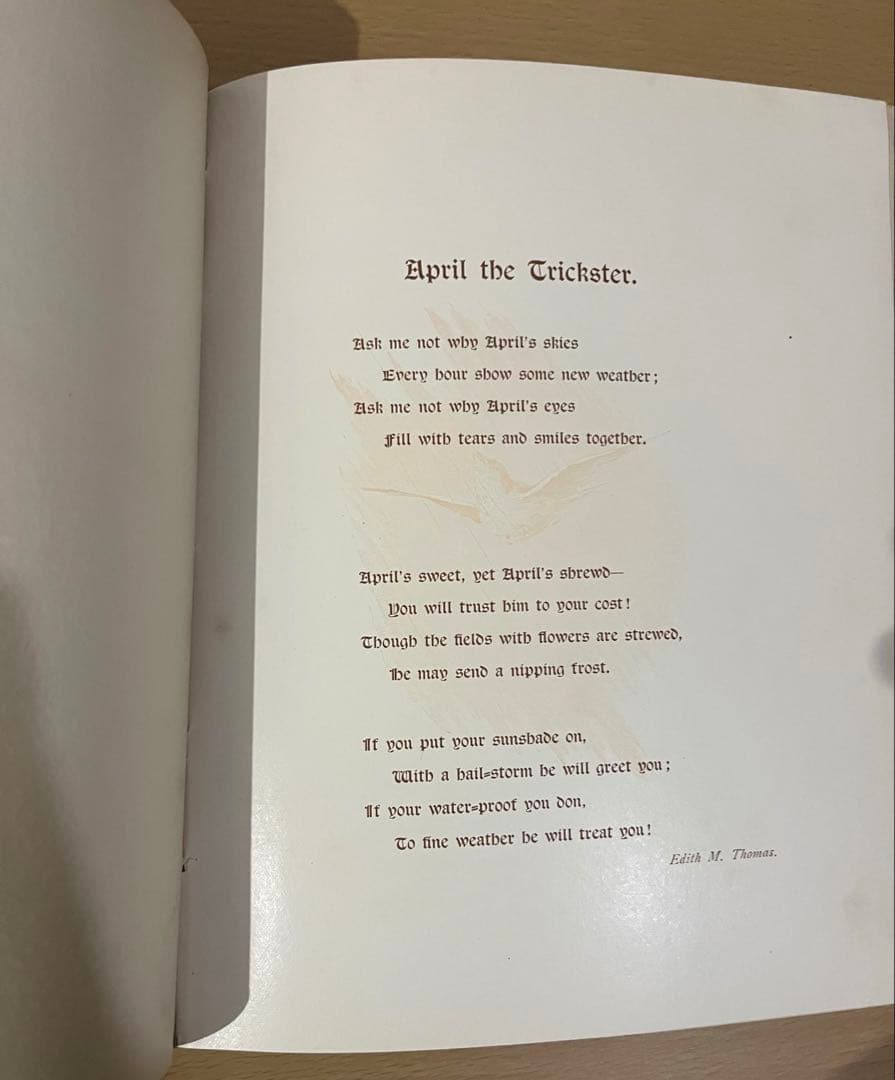 April the Trickster.
Ask me not why April's skies
Every hour show some new weather;
Ask me not why April's eyes
Fill with tears and smiles together.
April's sweet, yet April's shrewd—
You will trust him to your cost!
Though the fields with flowers are strewed,
He may send a nipping frost.
If you put your sunshade on,
With a hail-storm he will greet you;
If your water-proof you don,
To fine weather he will treat you!
Edith M. Thomas.